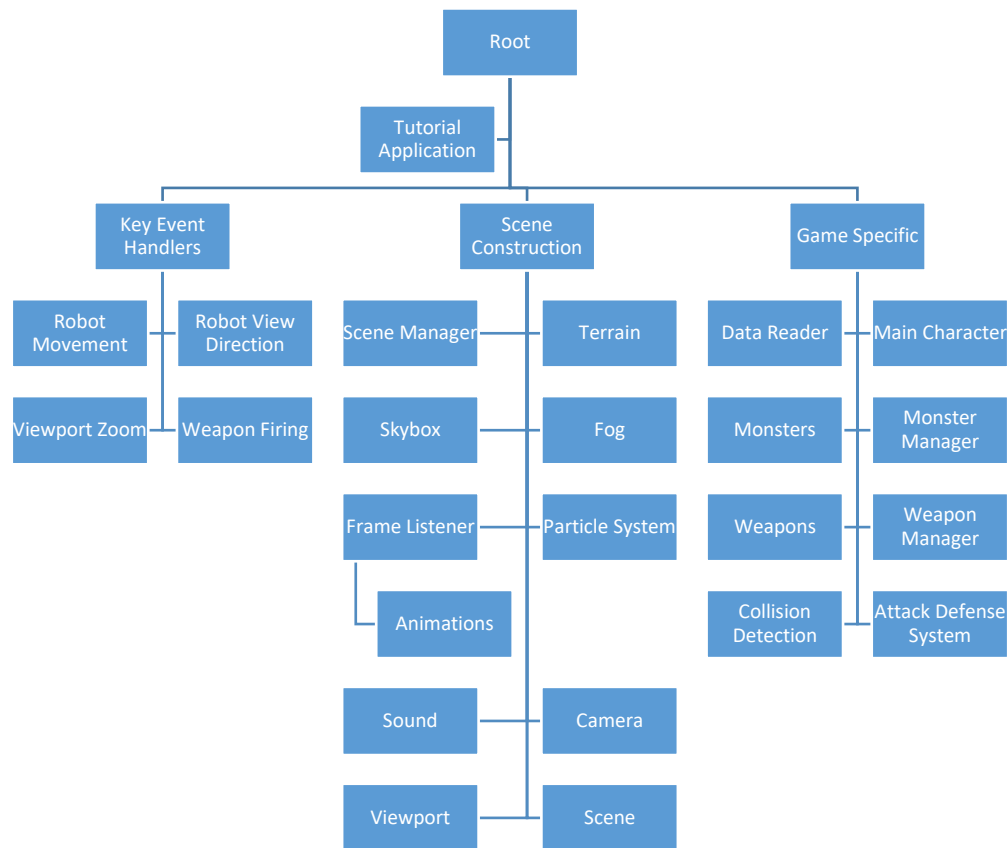 Root
Tutorial
Application
Key Event
Handlers
Scene
Construction
Game Specific
Robot
Movement
Robot View
Direction
Scene Manager
Terrain
Data Reader
Main Character
Viewport Zoom
Weapon Firing
Skybox
Fog
Monsters
Monster
Manager
Frame Listener
Particle System
Weapons
Weapon
Manager
Animations
Collision
Detection
Attack Defense
System
Sound
Camera
Viewport
Scene